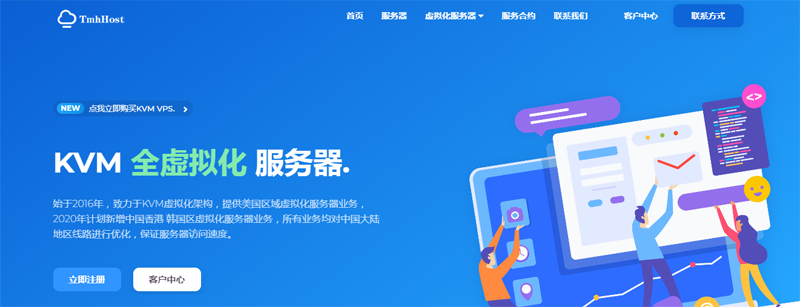 TmhHost
首页 服务器 虚拟化服务器 服务合约 联系我们 客户中心 联系方式
NEW 点我立即购买KVM VPS.
KVM 全虚拟化 服务器.
始于2016年，致力于KVM虚拟化架构，提供美国区域虚拟化服务器业务，
2020年计划新增中国香港 韩国区虚拟化服务器业务，所有业务均对中国大陆
地区线路进行优化，保证服务器访问速度。
立即注册 客户中心